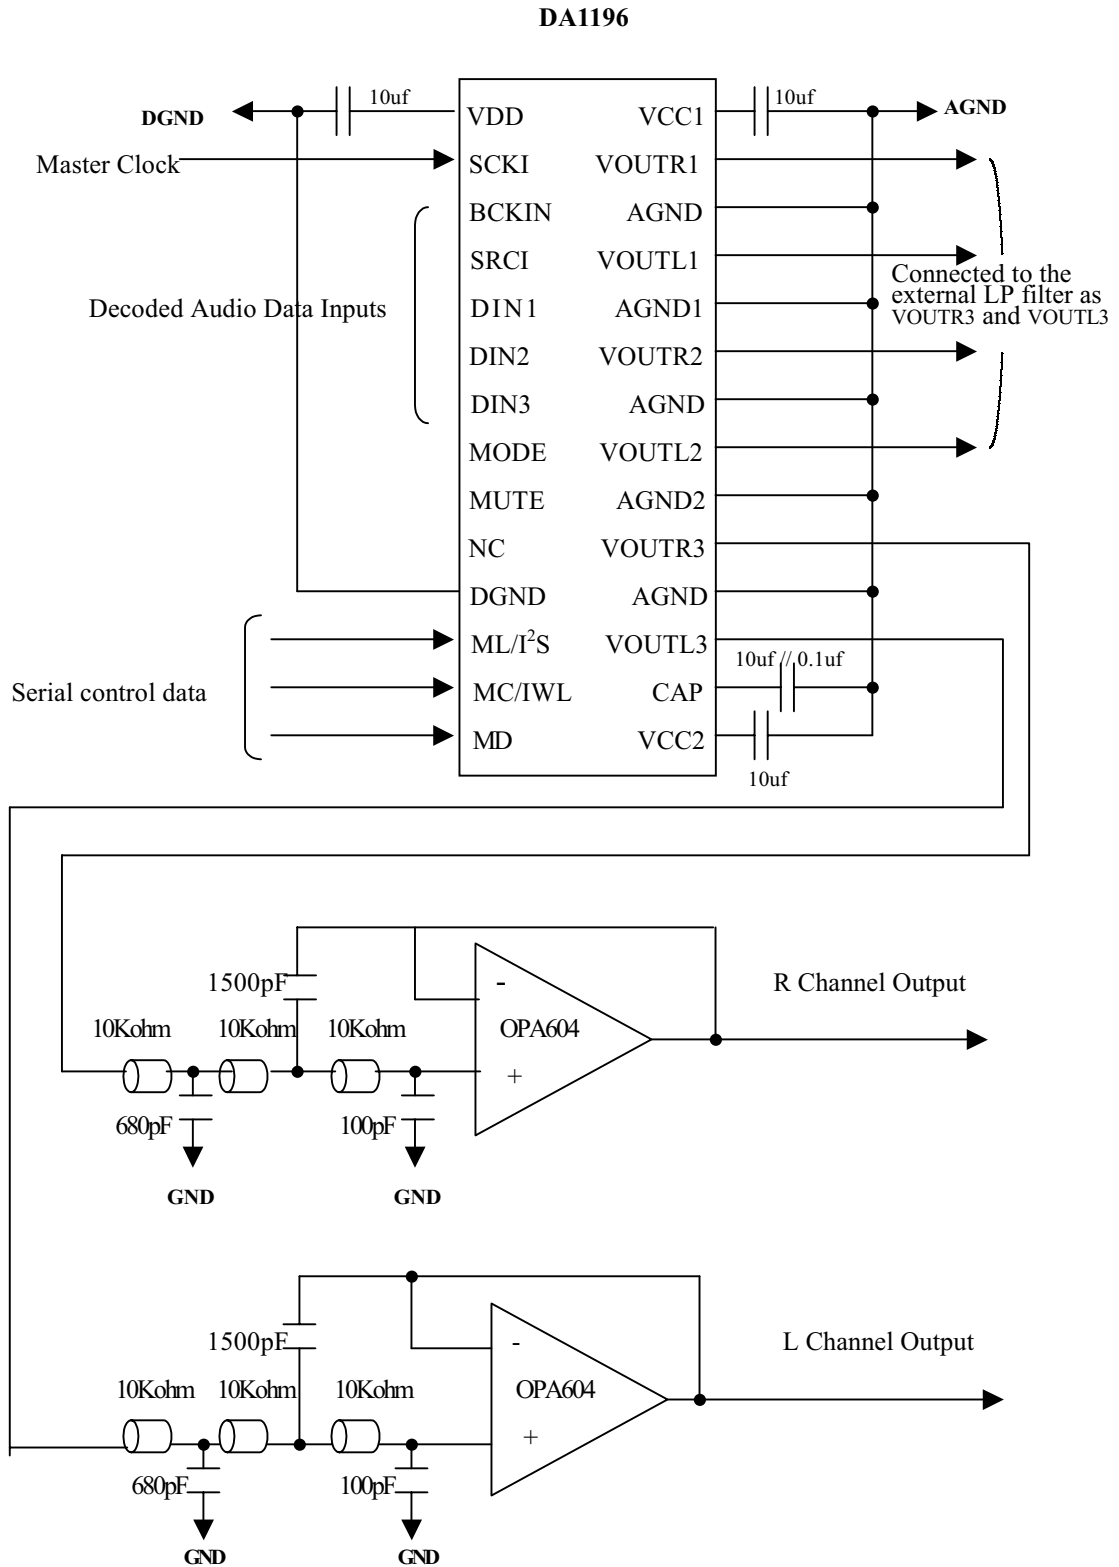 DA1196
DGND
10uf
VDD
VCC1
10uf
AGND
Master Clock
SCKI
VOUTR1
BCKIN
AGND
SRCI
VOUTL1
Connected to the
external LP filter as
VOUTR3 and VOUTL3
Decoded Audio Data Inputs
DIN1
AGND1
DIN2
VOUTR2
DIN3
AGND
MODE
VOUTL2
MUTE
AGND2
NC
VOUTR3
DGND
AGND
ML/I²S
VOUTL3
10uf // 0.1uf
Serial control data
MC/IWL
CAP
MD
VCC2
10uf
1500pF
-
R Channel Output
10Kohm
10Kohm
10Kohm
OPA604
+
680pF
100pF
GND
GND
1500pF
-
L Channel Output
10Kohm
10Kohm
10Kohm
OPA604
+
680pF
100pF
GND
GND